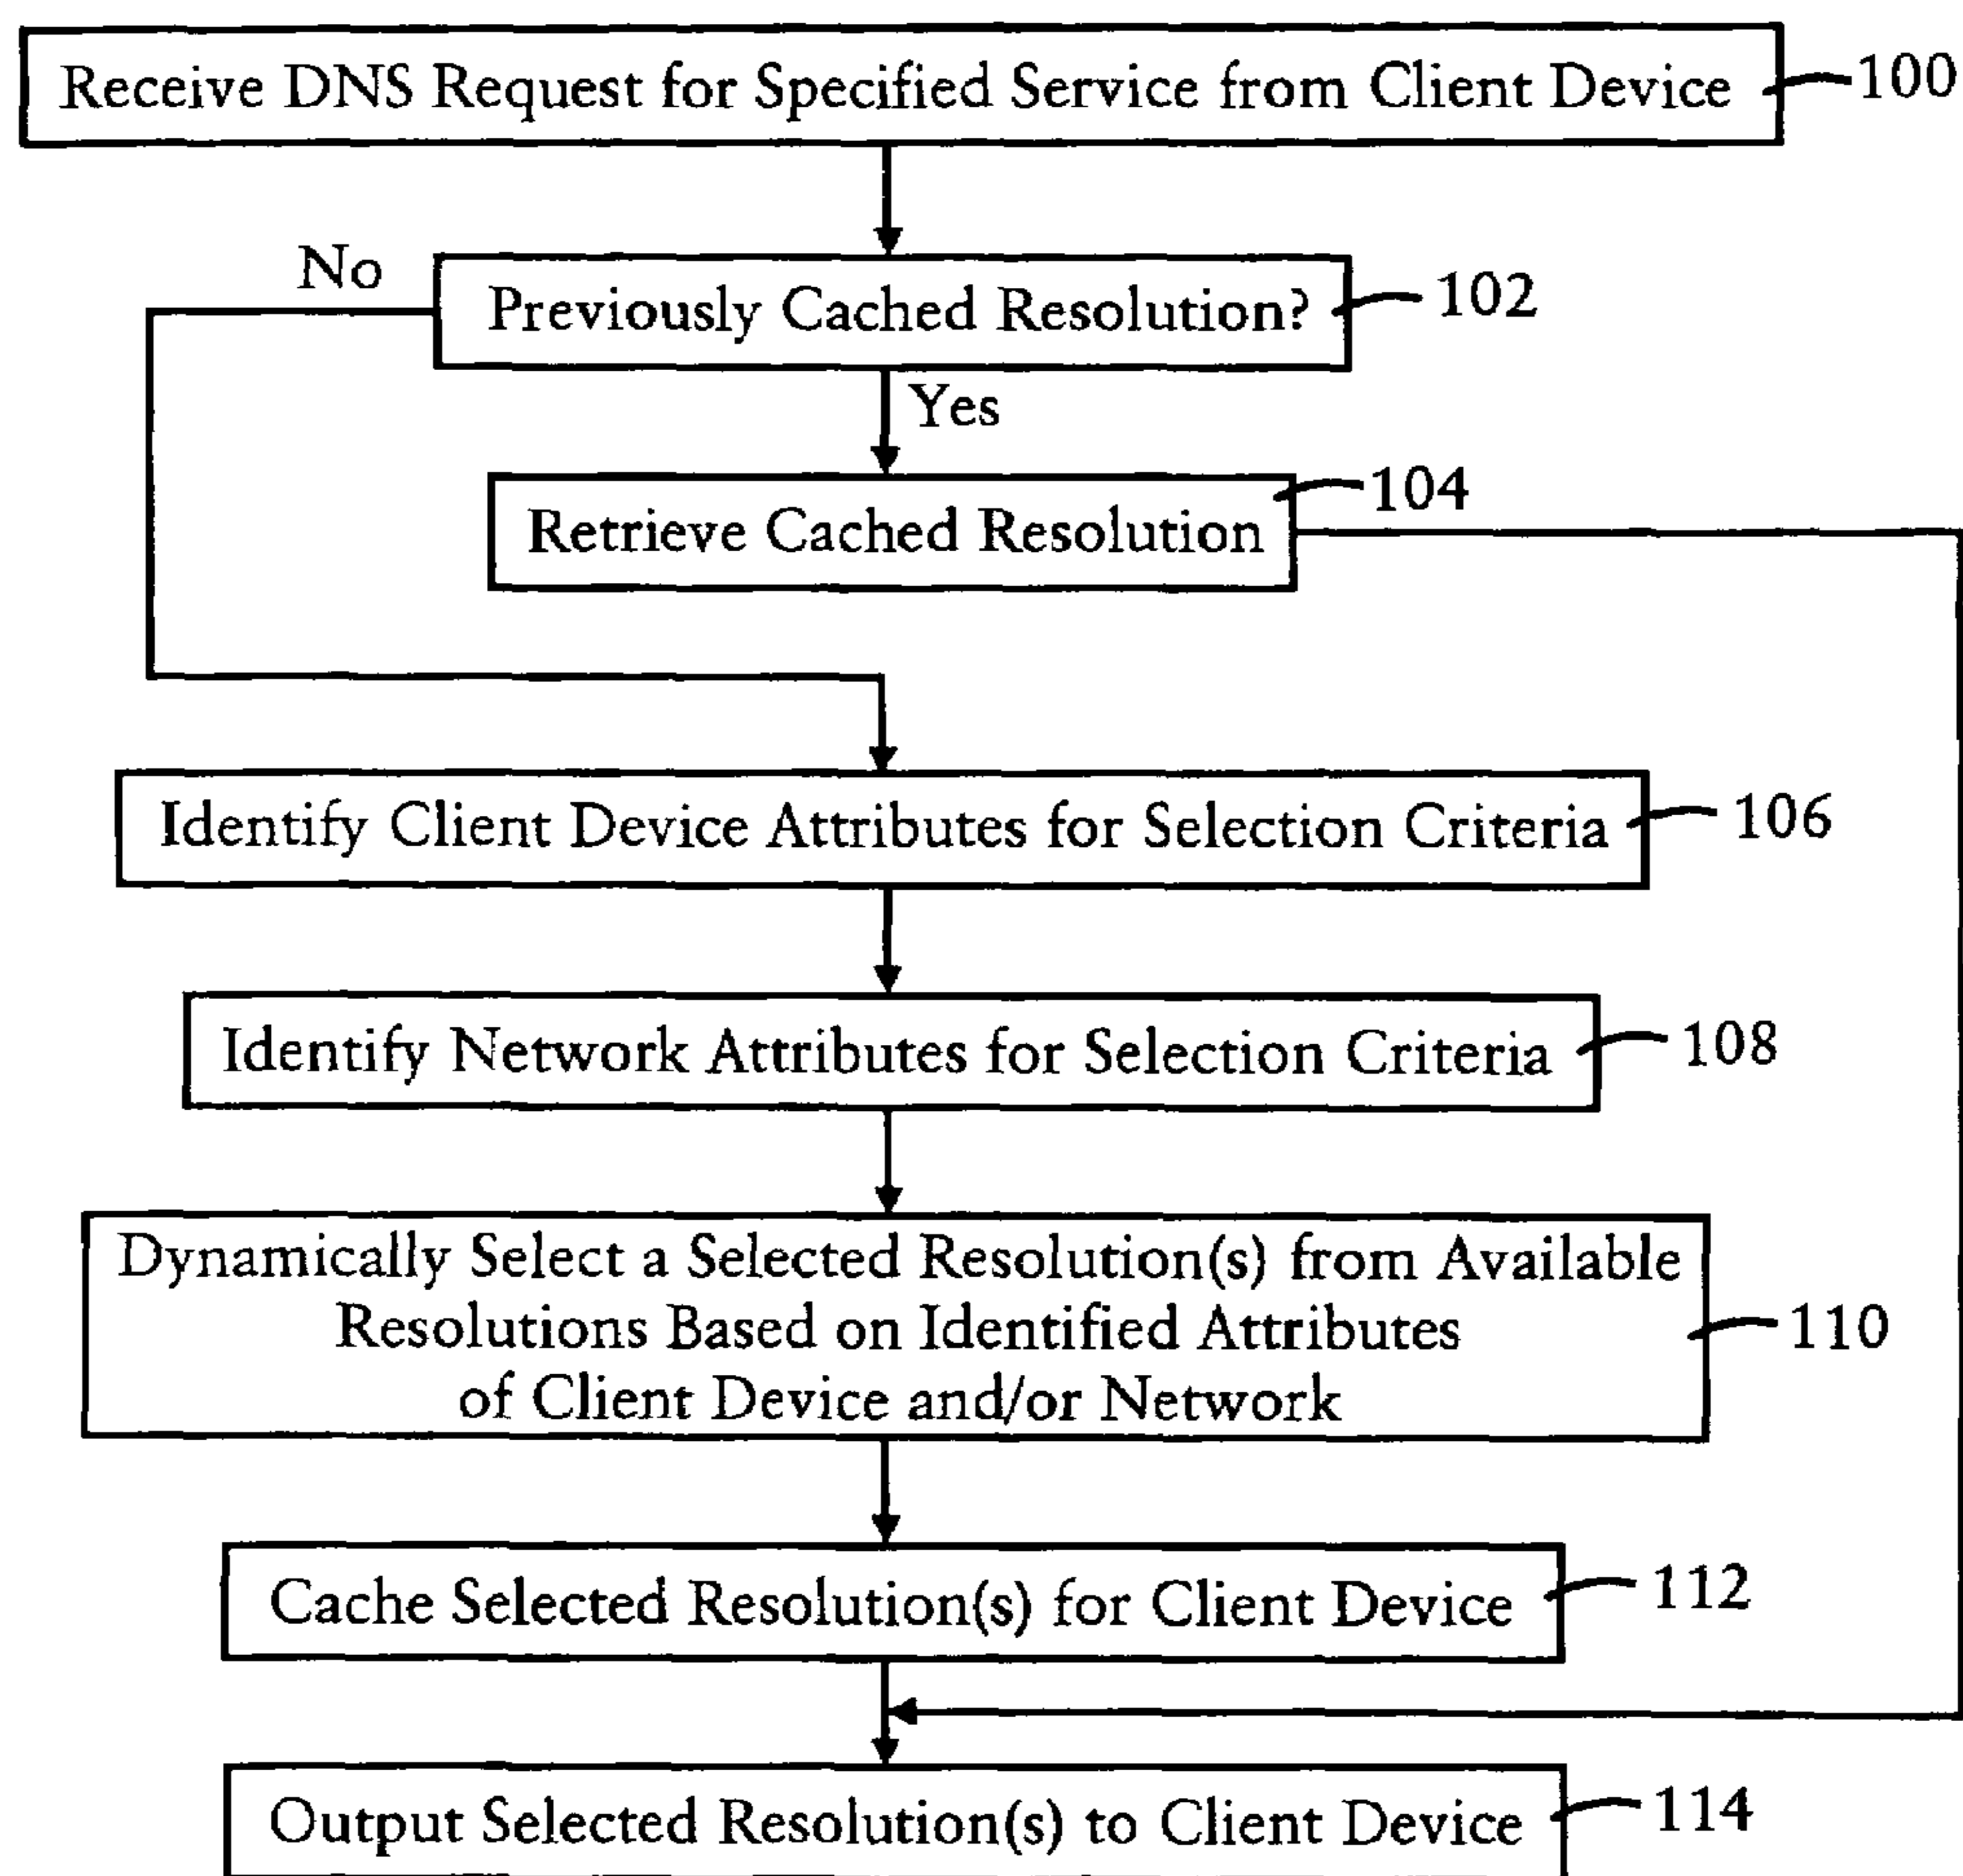 Receive DNS Request for Specified Service from Client Device
100
No
Previously Cached Resolution?
102
Yes
104
Retrieve Cached Resolution
Identify Client Device Attributes for Selection Criteria
106
Identify Network Attributes for Selection Criteria
108
Dynamically Select a Selected Resolution(s) from Available
Resolutions Based on Identified Attributes
of Client Device and/or Network
110
Cache Selected Resolution(s) for Client Device
112
Output Selected Resolution(s) to Client Device
114